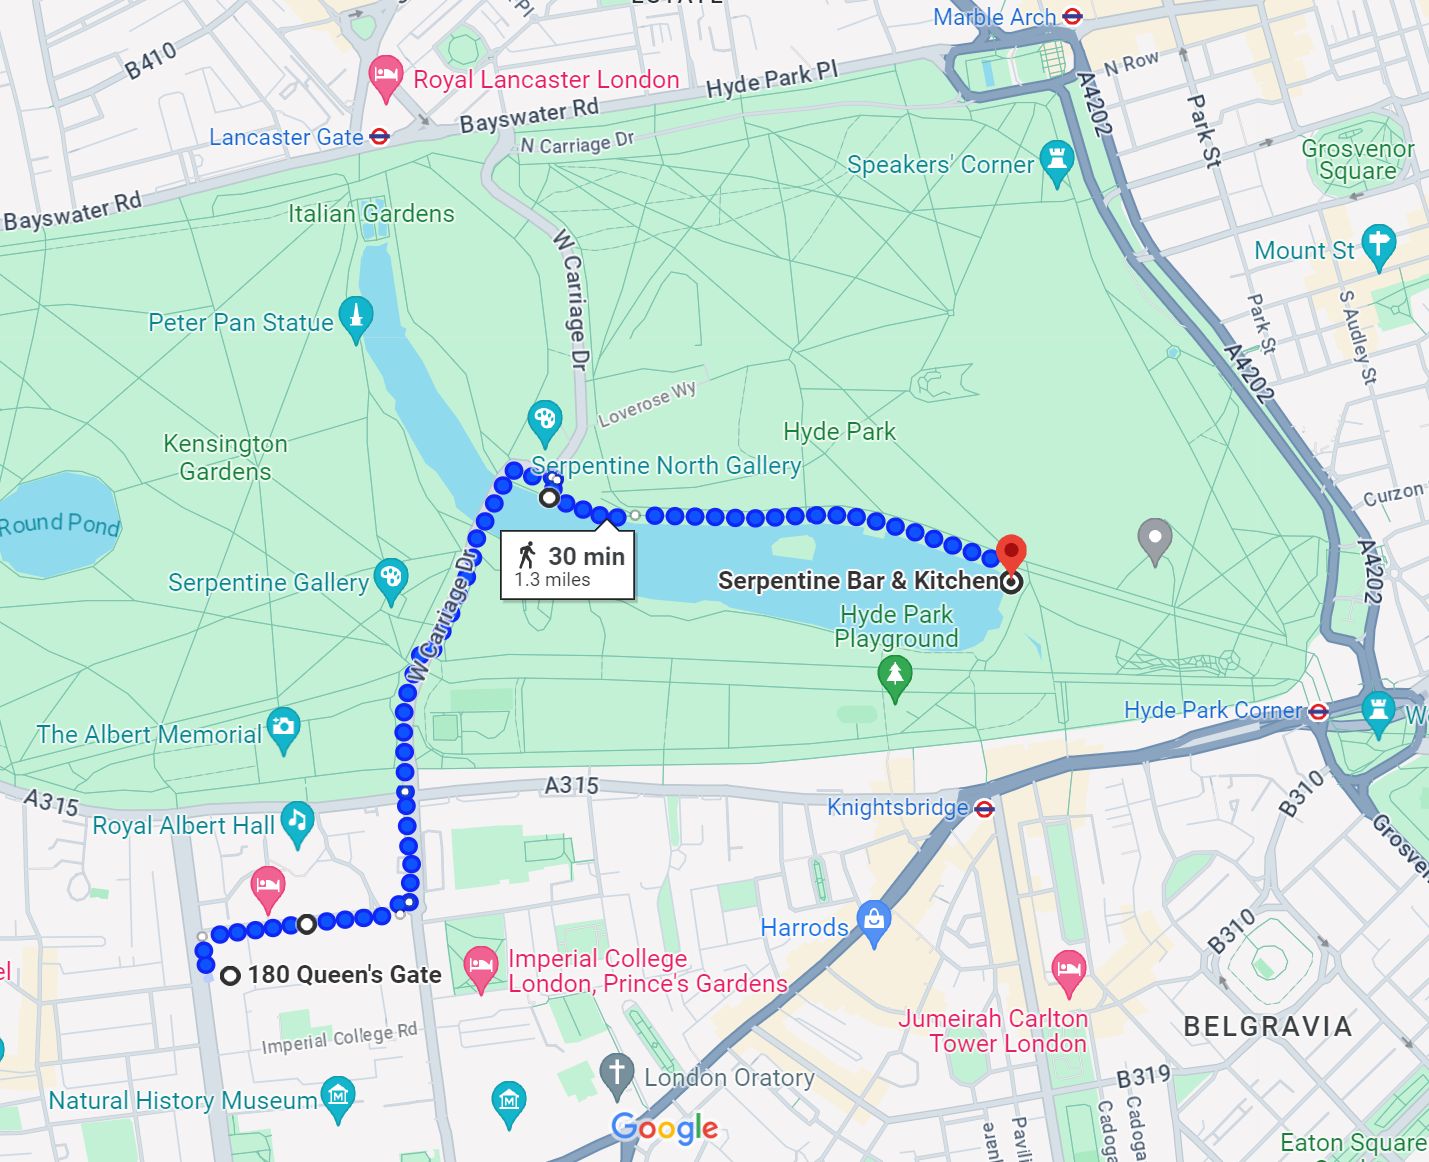 ESTATE
Marble Arch
B410
N Row
Royal Lancaster London
Hyde Park Pl
A4202
Park St
Bayswater Rd
Lancaster Gate
N Carriage Dr
Speakers' Corner
Grosvenor
Square
Bayswater Rd
Italian Gardens
W Carriage Dr
Mount St
Peter Pan Statue
Park St
S Audley St
A4202
Loverose Wy
Kensington
Gardens
Hyde Park
Serpentine North Gallery
Curzon
Round Pond
30 min
1.3 miles
A4202
Serpentine Gallery
Serpentine Bar & Kitchen
W Carriage Dr
Hyde Park
Playground
Hyde Park Corner
W
The Albert Memorial
A315
A315
B310
Knightsbridge
Royal Albert Hall
Grosven
Harrods
B310
el
180 Queen's Gate
Imperial College
London, Prince's Gardens
Jumeirah Carlton
Tower London
BELGRAVIA
Imperial College Rd
London Oratory
B319
Natural History Museum
Google
Pavili
Cadoga
Cadoga
Eaton Square